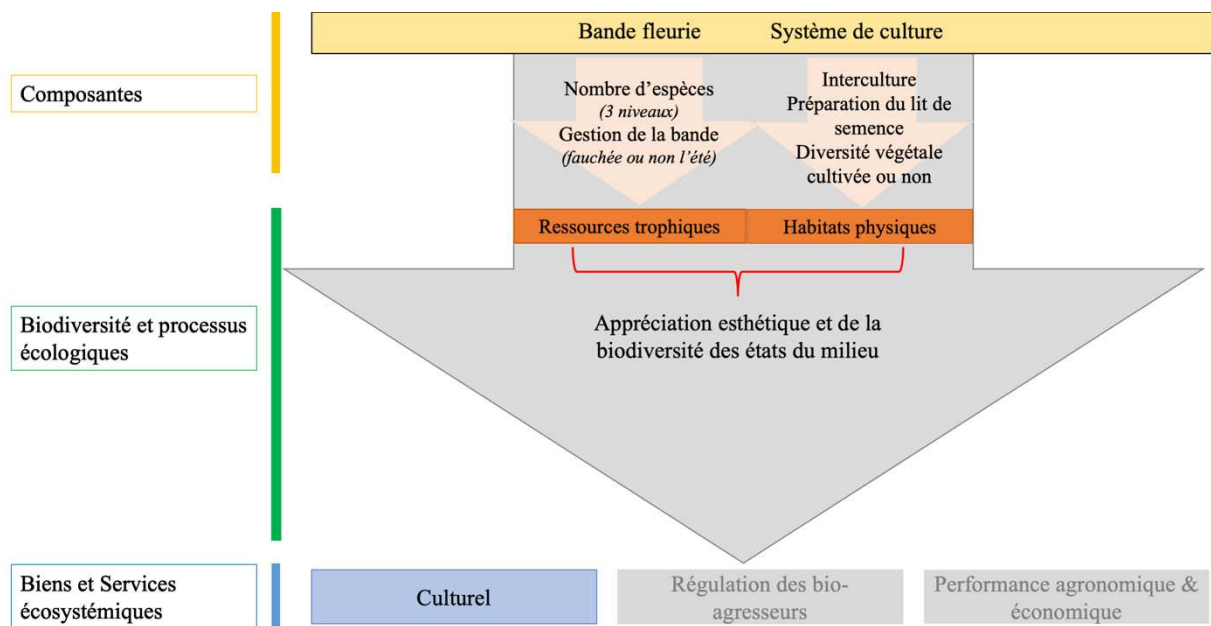 Bande fleurie
Système de culture
Composantes
Nombre d’espèces
(3 niveaux)
Gestion de la bande
(fauchée ou non l’été)
Interculture
Préparation du lit de
semence
Diversité végétale
cultivée ou non
Ressources trophiques
Habitats physiques
Biodiversité et processus
écologiques
Appréciation esthétique et de la
biodiversité des états du milieu
Biens et Services
écosystémiques
Culturel
Régulation des bio-
agresseurs
Performance agronomique &
économique